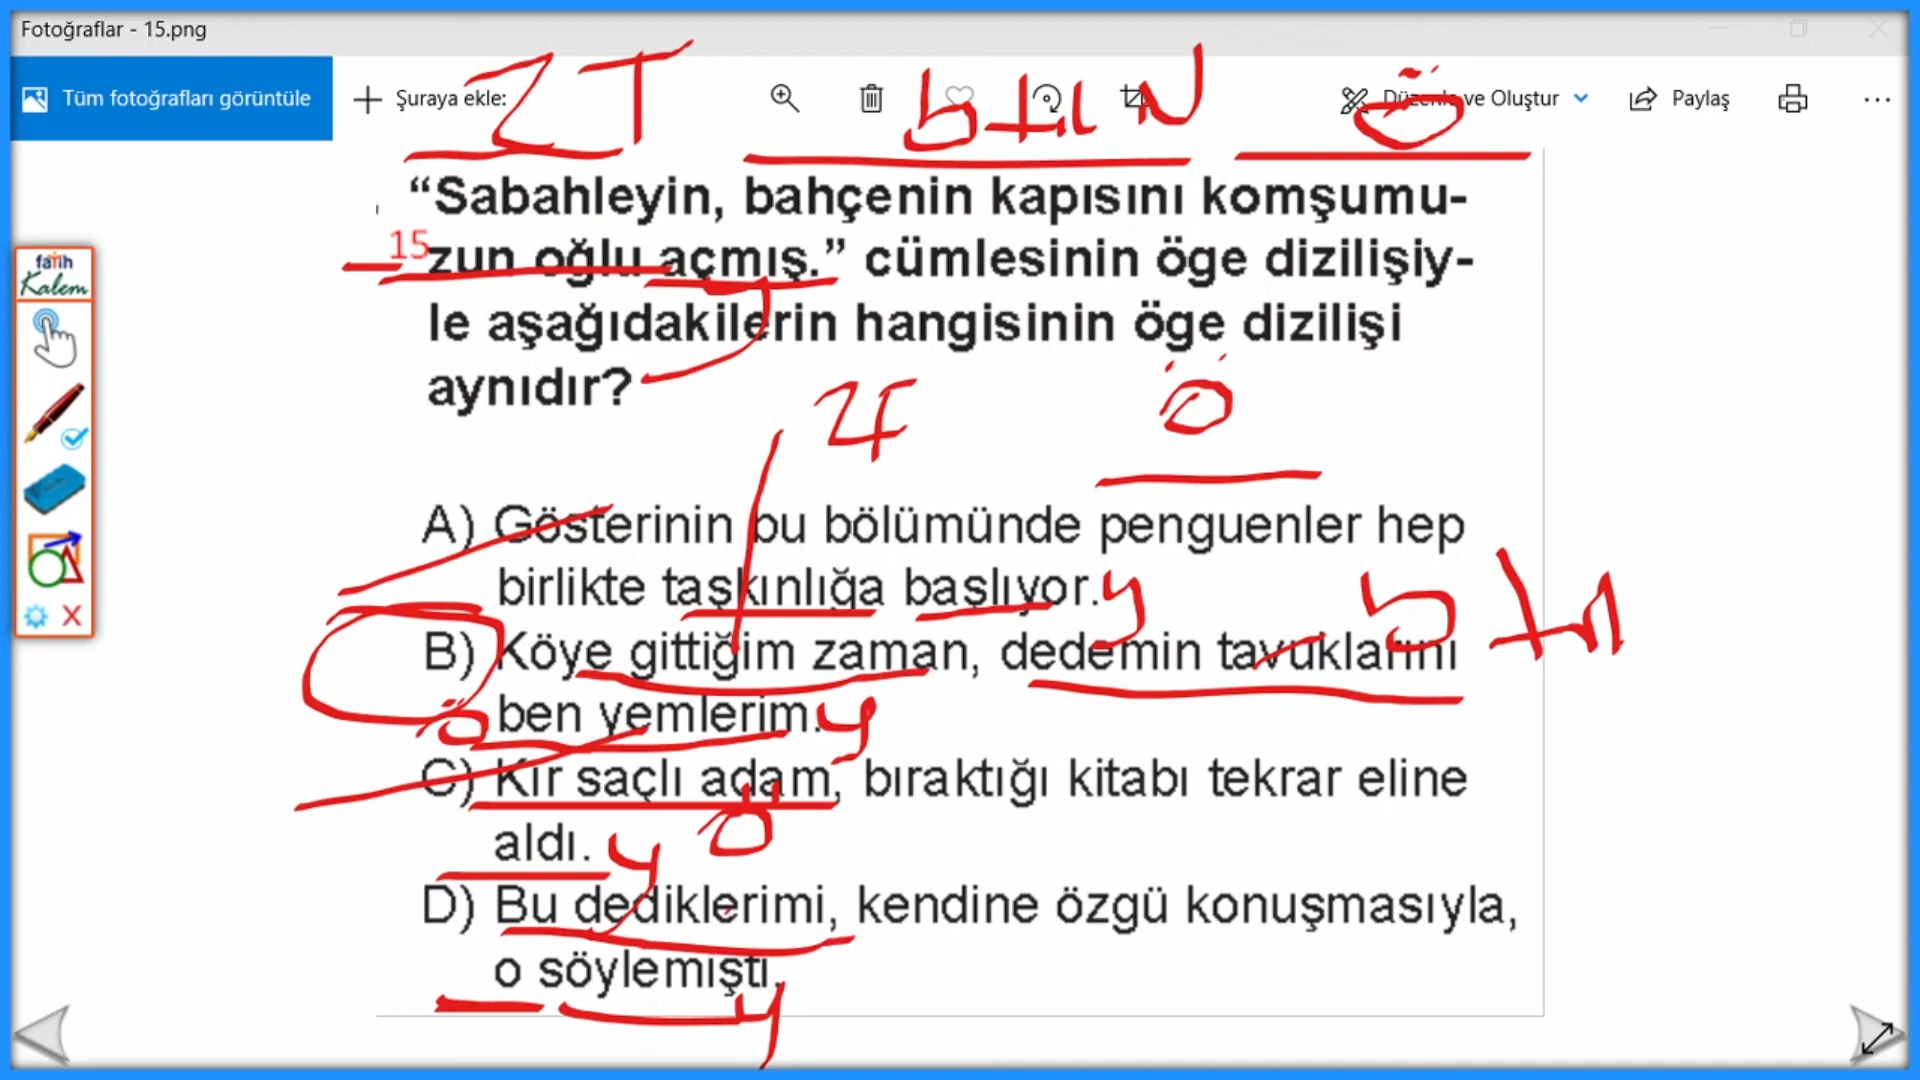 Fotoğraflar - 15.png
Tüm fotoğrafları görüntüle
Şuraya ekle:
Düzenle ve Oluştur
Paylaş
ZT
btlN
Ö
“Sabahleyin, bahçenin kapısını komşumu-
15
zun oğlu açmış.” cümlesinin öge dizilişiy-
le aşağıdakilerin hangisinin öge dizilişi
aynıdır?
fatih
Kalem
ZT
Ö
A) Gösterinin bu bölümünde penguenler hep
birlikte taşkınlığa başlıyor.
y
B) Köye gittiğim zaman, dedemin tavuklarını
b tln
ben yemlerim.
Ö
y
C) Kır saçlı adam, bıraktığı kitabı tekrar eline
aldı.
y
Ö
D) Bu dediklerimi, kendine özgü konuşmasıyla,
o söylemişti.
y